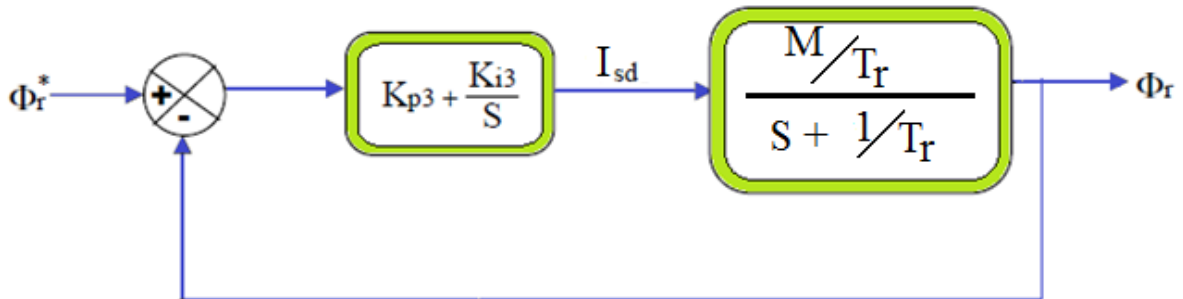 Φr*
+
-
Kp3 + Ki3/S
Isd
M/Tr
S + 1/Tr
Φr